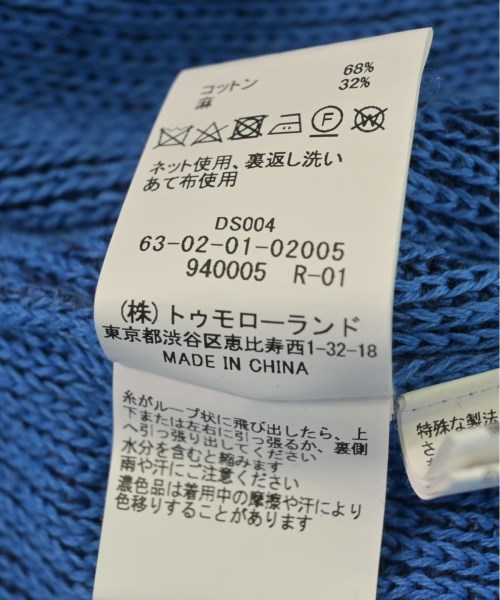 コットン 68%
麻 32%
F W
ネット使用、裏返し洗い
あて布使用
DS004
63-02-01-02005
940005 R-01
(株)トゥモローランド
東京都渋谷区恵比寿西1-32-18
MADE IN CHINA
糸がループ状に飛び出したら、上
下または左右に引っ張るか、裏側
へ引っ張り出してください
水分を含むと縮みます
雨や汗にご注意ください
濃色品は着用中の摩擦や汗により
色移りすることがあります
特殊な製法